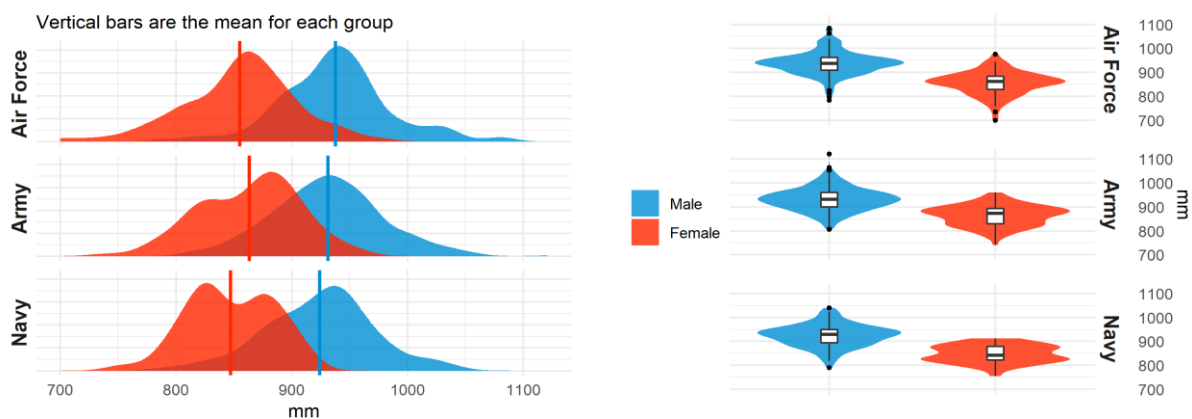 Vertical bars are the mean for each group
Air Force
Army
Navy
700 800 900 1000 1100
mm
Male
Female
Air Force
1100
1000
900
800
700
Army
1100
1000
900
800
700
mm
Navy
1100
1000
900
800
700